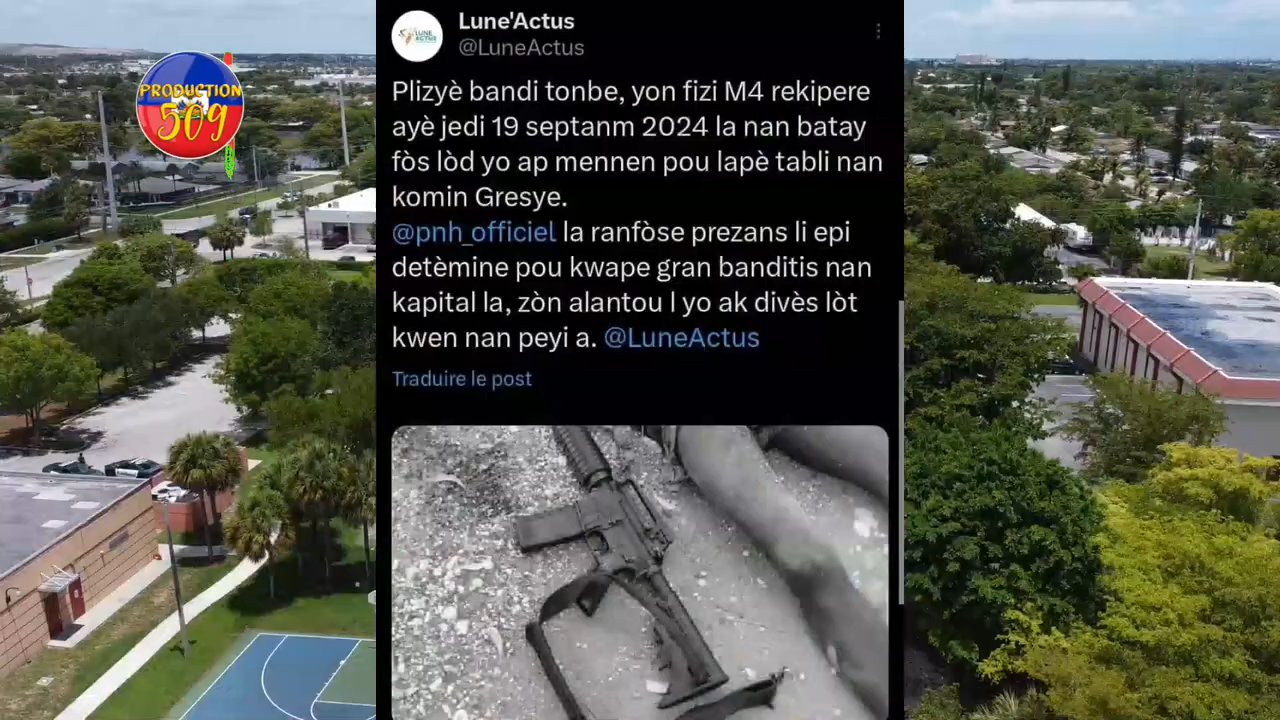 PRODUCTION
509
LUNE
ACTUS
Lune'Actus
@LuneActus
Plizyè bandi tonbe, yon fizi M4 rekipere
ayè jedi 19 septanm 2024 la nan batay
fòs lòd yo ap mennen pou lapè tabli nan
komin Gresye.
@pnh_officiel la ranfòse prezans li epi
detèmine pou kwape gran banditis nan
kapital la, zòn alantou l yo ak divès lòt
kwen nan peyi a. @LuneActus
Traduire le post